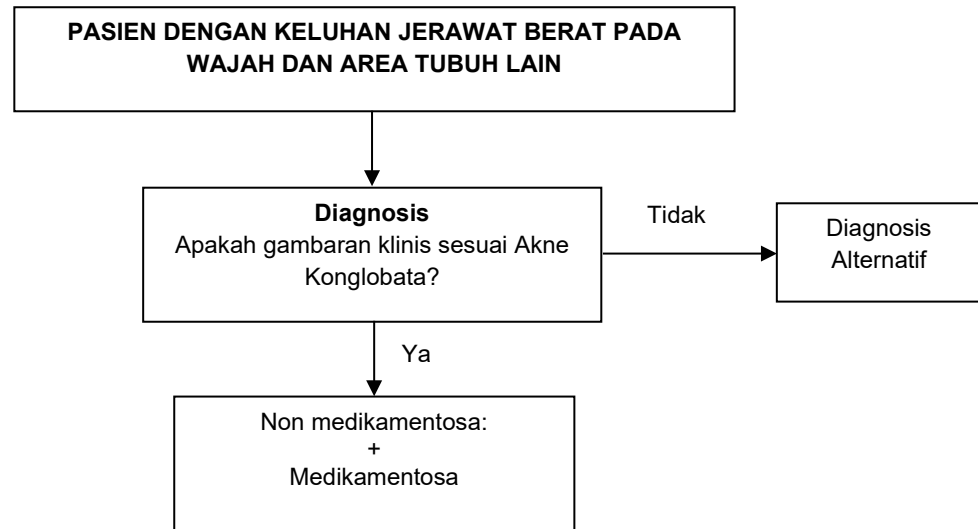 PASIEN DENGAN KELUHAN JERAWAT BERAT PADA
WAJAH DAN AREA TUBUH LAIN
Diagnosis
Apakah gambaran klinis sesuai Akne
Konglobata?
Tidak
Diagnosis
Alternatif
Ya
Non medikamentosa:
+
Medikamentosa